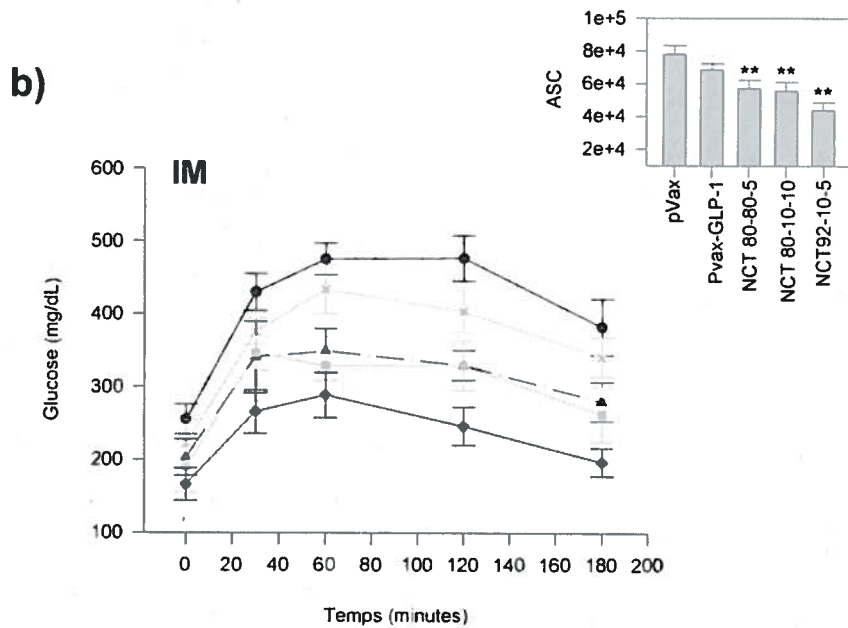 b)
ASC
1e+5
8e+4
6e+4
4e+4
2e+4
** ** **
pVax
Pvax-GLP-1
NCT 80-80-5
NCT 80-10-10
NCT92-10-5
IM
Glucose (mg/dL)
600
500
400
300
200
100
0 20 40 60 80 100 120 140 160 180 200
Temps (minutes)